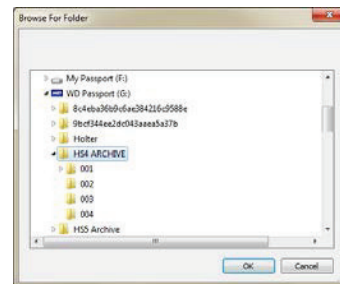 Browse For Folder
My Passport (F:)
WD Passport (G:)
8c4eba36b9c6ae384216c9588e
9bcf344ee2dc043aaea5a37b
Holter
HS4 ARCHIVE
001
002
003
004
HS5 Archive
OK
Cancel